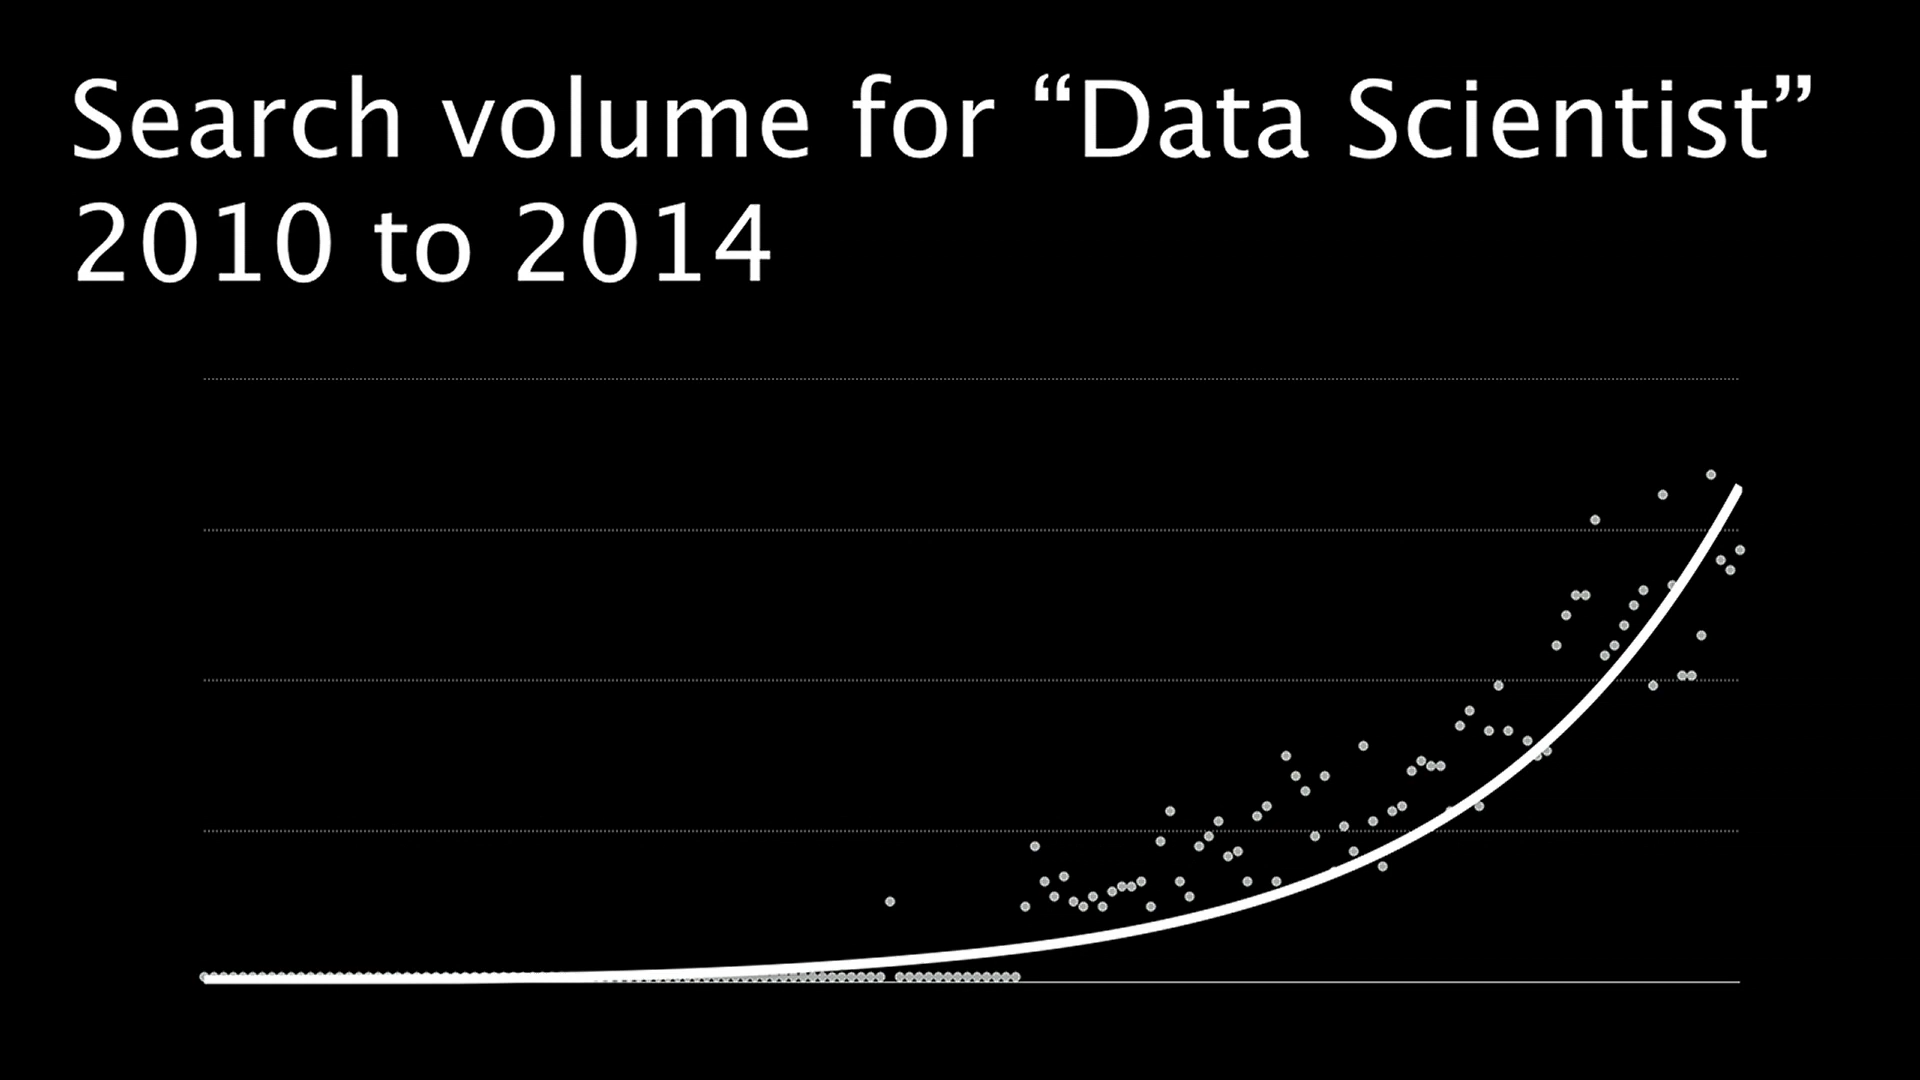 Search volume for “Data Scientist”
2010 to 2014